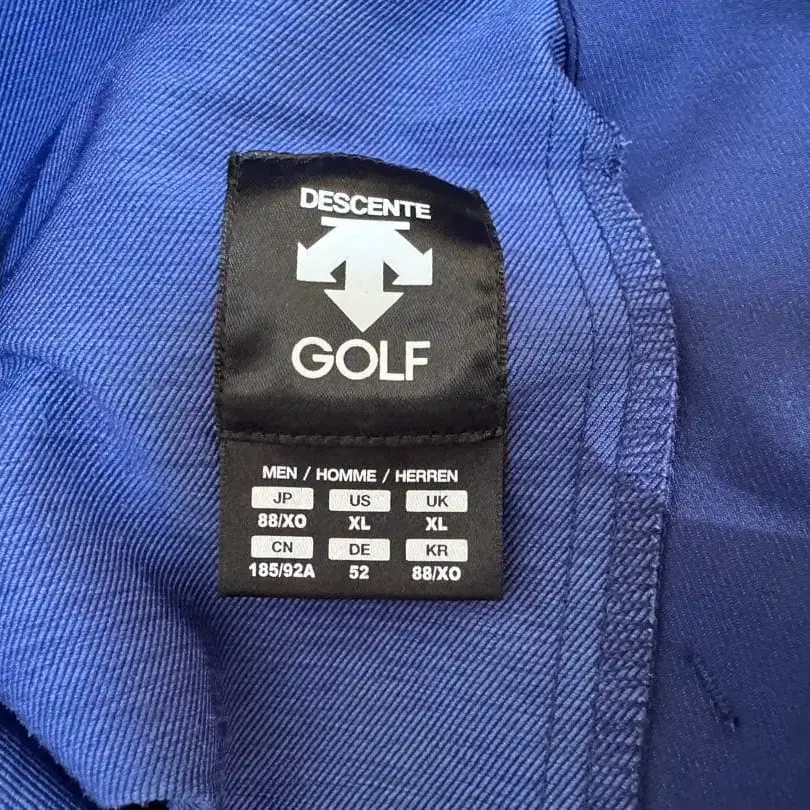 DESCENTE
GOLF
MEN / HOMME / HERREN
JP US UK
88/XO XL XL
CN DE KR
185/92A 52 88/XO